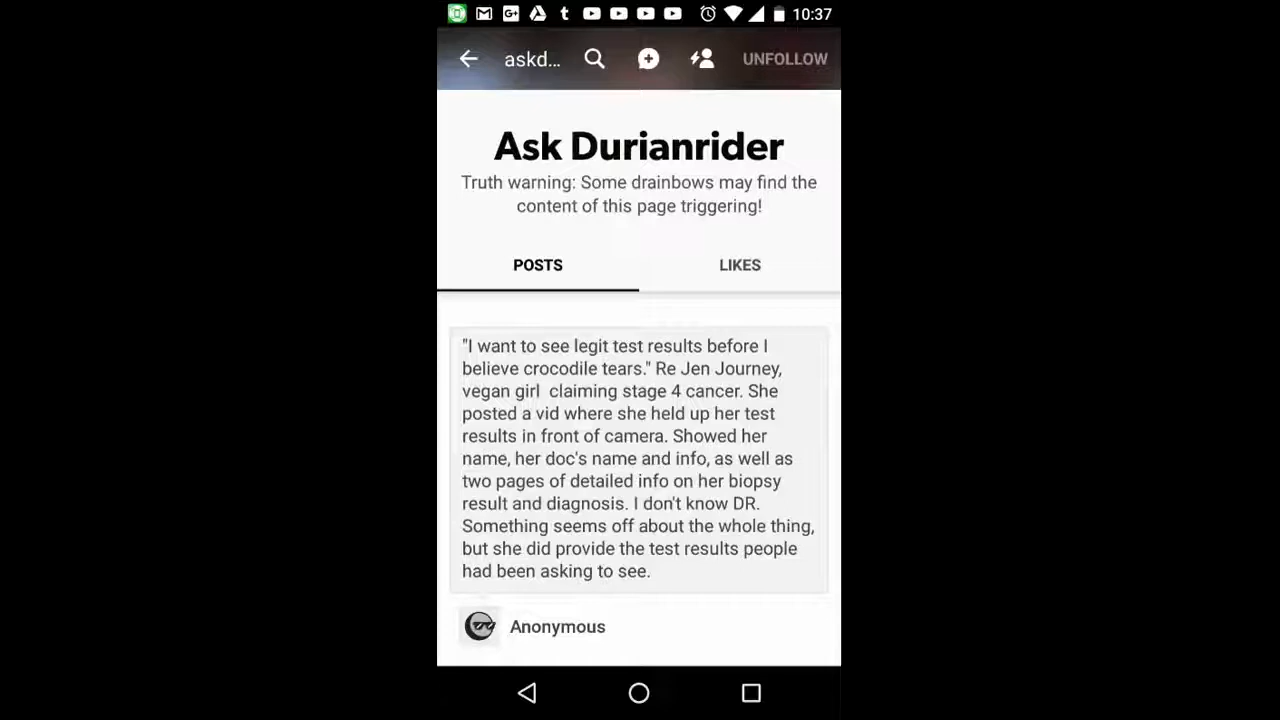 10:37
askd...
UNFOLLOW
Ask Durianrider
Truth warning: Some drainbows may find the
content of this page triggering!
POSTS
LIKES
"I want to see legit test results before I
believe crocodile tears." Re Jen Journey,
vegan girl  claiming stage 4 cancer. She
posted a vid where she held up her test
results in front of camera. Showed her
name, her doc's name and info, as well as
two pages of detailed info on her biopsy
result and diagnosis. I don't know DR.
Something seems off about the whole thing,
but she did provide the test results people
had been asking to see.
Anonymous